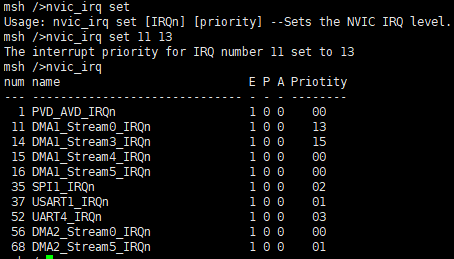 msh />nvic_irq set
Usage: nvic_irq set [IRQn] [priority] --Sets the NVIC IRQ level.
msh />nvic_irq set 11 13
The interrupt priority for IRQ number 11 set to 13
msh />nvic_irq
num name                          E P A Priotity
--- ---------------------------- - - - --------
  1 PVD_AVD_IRQn                  1 0 0    00
 11 DMA1_Stream0_IRQn             1 0 0    13
 14 DMA1_Stream3_IRQn             1 0 0    15
 15 DMA1_Stream4_IRQn             1 0 0    00
 16 DMA1_Stream5_IRQn             1 0 0    00
 35 SPI1_IRQn                     1 0 0    02
 37 USART1_IRQn                   1 0 0    01
 52 UART4_IRQn                    1 0 0    03
 56 DMA2_Stream0_IRQn             1 0 0    00
 68 DMA2_Stream5_IRQn             1 0 0    01